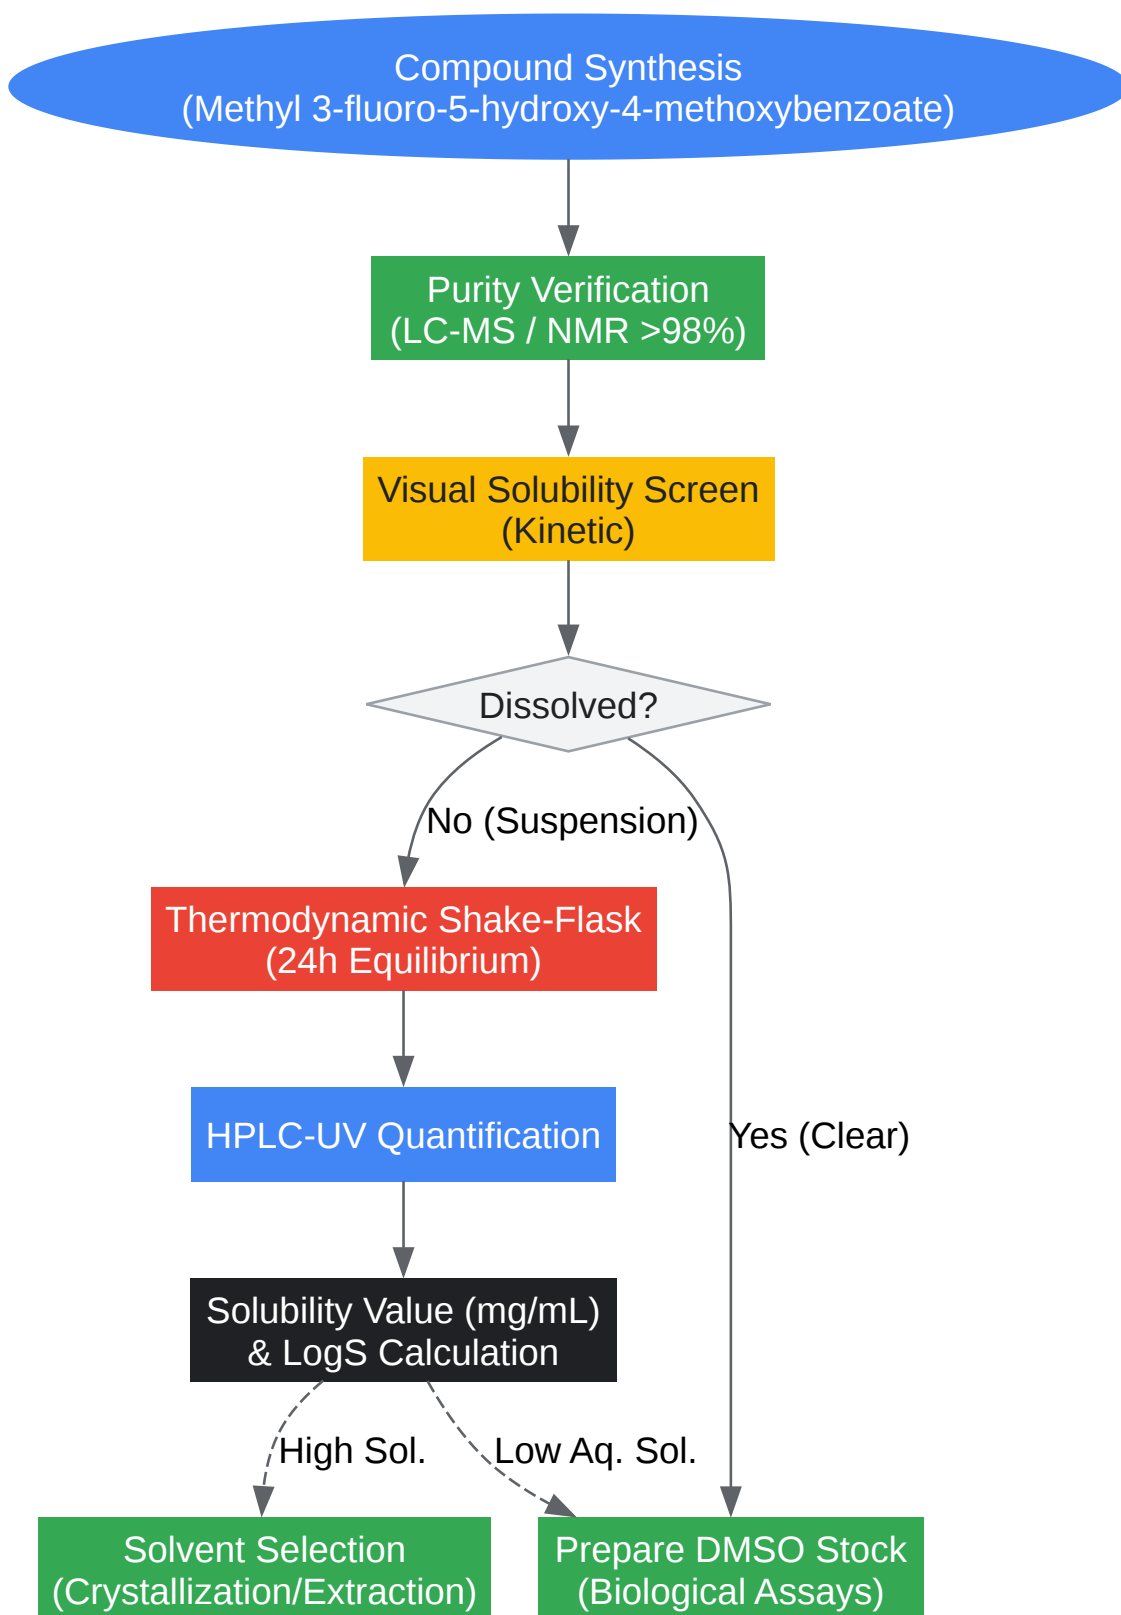 Compound Synthesis
(Methyl 3-fluoro-5-hydroxy-4-methoxybenzoate)
Purity Verification
(LC-MS / NMR >98%)
Visual Solubility Screen
(Kinetic)
Dissolved?
No (Suspension)
Thermodynamic Shake-Flask
(24h Equilibrium)
HPLC-UV Quantification
Yes (Clear)
Solubility Value (mg/mL)
& LogS Calculation
High Sol.
Low Aq. Sol.
Solvent Selection
(Crystallization/Extraction)
Prepare DMSO Stock
(Biological Assays)